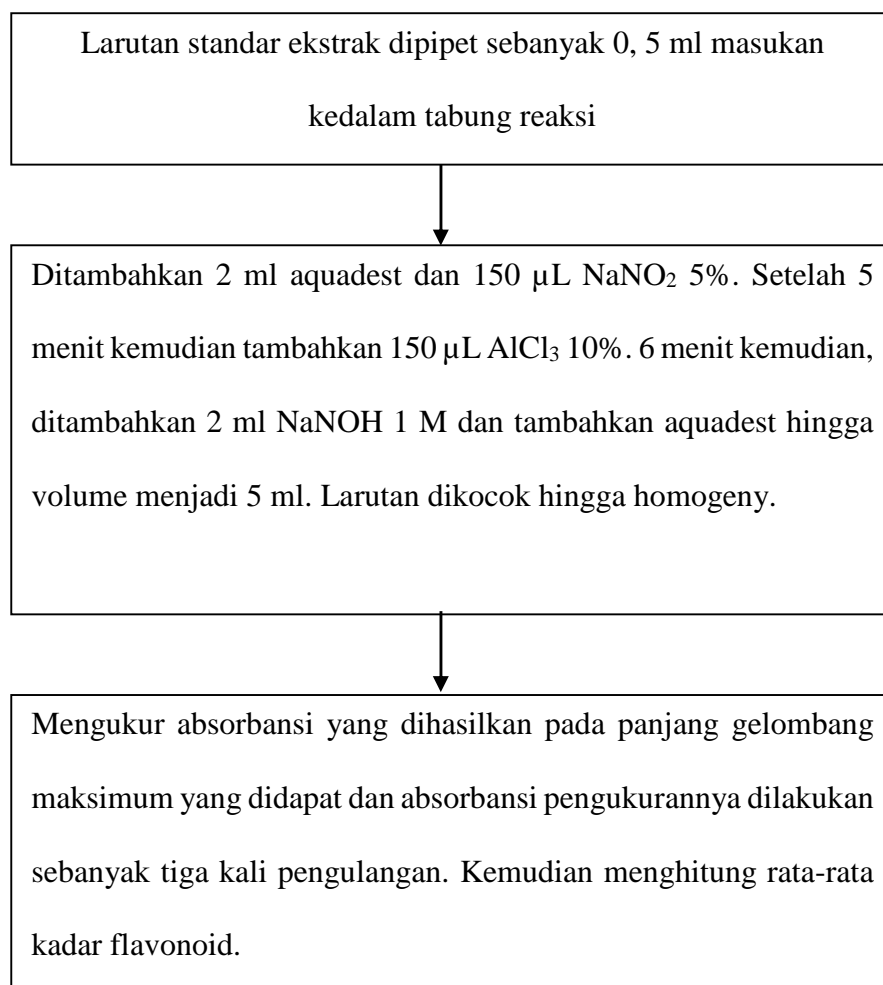 Larutan standar ekstrak dipipet sebanyak 0, 5 ml masukan
kedalam tabung reaksi
Ditambahkan 2 ml aquadest dan 150 µL NaNO₂ 5%. Setelah 5
menit kemudian tambahkan 150 µL AlCl₃ 10%. 6 menit kemudian,
ditambahkan 2 ml NaNOH 1 M dan tambahkan aquadest hingga
volume menjadi 5 ml. Larutan dikocok hingga homogeny.
Mengukur absorbansi yang dihasilkan pada panjang gelombang
maksimum yang didapat dan absorbansi pengukurannya dilakukan
sebanyak tiga kali pengulangan. Kemudian menghitung rata-rata
kadar flavonoid.